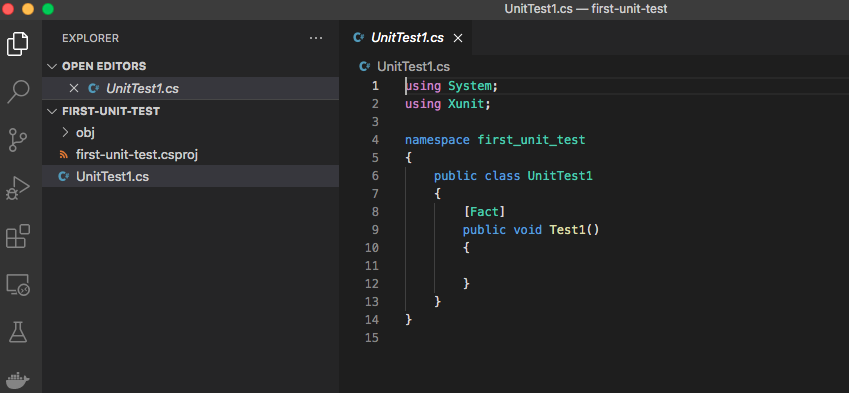 UnitTest1.cs — first-unit-test
EXPLORER
OPEN EDITORS
UnitTest1.cs
FIRST-UNIT-TEST
obj
first-unit-test.csproj
UnitTest1.cs
UnitTest1.cs
UnitTest1.cs
1 using System;
2 using Xunit;
3
4 namespace first_unit_test
5 {
6 public class UnitTest1
7 {
8 [Fact]
9 public void Test1()
10 {
11
12 }
13 }
14 }
15